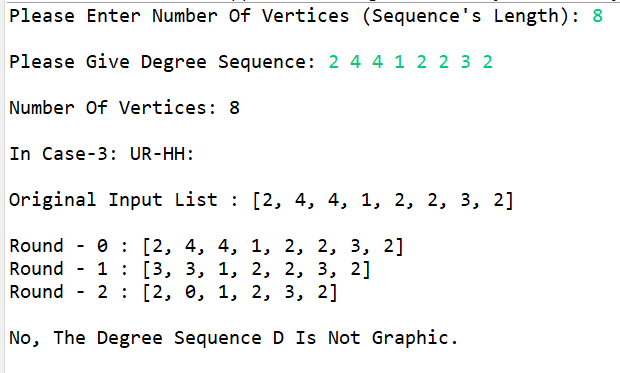 Please Enter Number Of Vertices (Sequence's Length): 8
Please Give Degree Sequence: 2 4 4 1 2 2 3 2
Number Of Vertices: 8
In Case-3: UR-HH:
Original Input List : [2, 4, 4, 1, 2, 2, 3, 2]
Round - 0 : [2, 4, 4, 1, 2, 2, 3, 2]
Round - 1 : [3, 3, 1, 2, 2, 3, 2]
Round - 2 : [2, 0, 1, 2, 3, 2]
No, The Degree Sequence D Is Not Graphic.